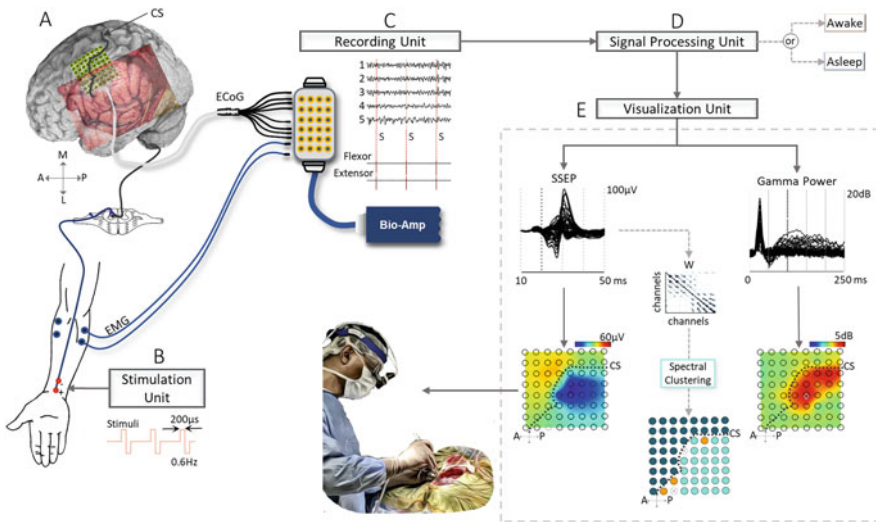 A
CS
ECoG
M
A
P
L
EMG
B
Stimulation
Unit
Stimuli
200µs
0.6Hz
+
-
C
Recording Unit
1
2
3
4
5
S
S
S
Flexor
Extensor
Bio-Amp
D
Signal Processing Unit
or
Awake
Asleep
E
Visualization Unit
SSEP
100µV
10
50 ms
W
channels
channels
Spectral
Clustering
Gamma Power
20dB
0
250 ms
60µV
CS
A
P
5dB
CS
A
P
CS
A
P